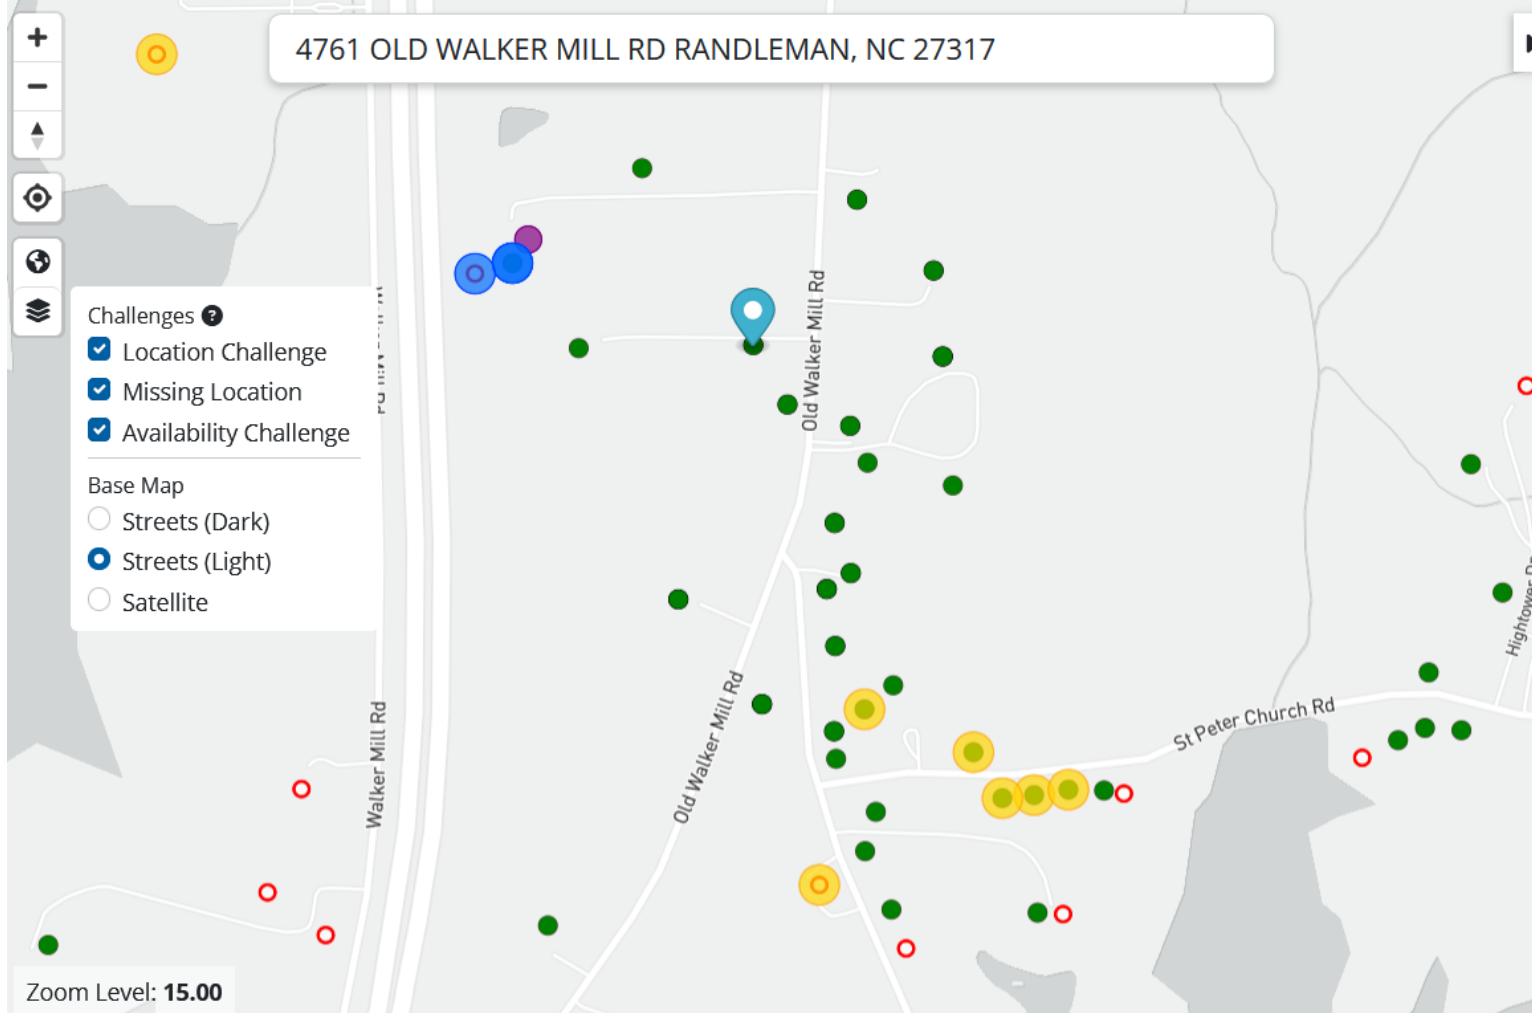 +
4761 OLD WALKER MILL RD RANDLEMAN, NC 27317
−
Old Walker Mill Rd
Challenges ?
Location Challenge
Missing Location
Availability Challenge
Base Map
Streets (Dark)
Streets (Light)
Satellite
Hightower Dr
Old Walker Mill Rd
St Peter Church Rd
Walker Mill Rd
Zoom Level: 15.00